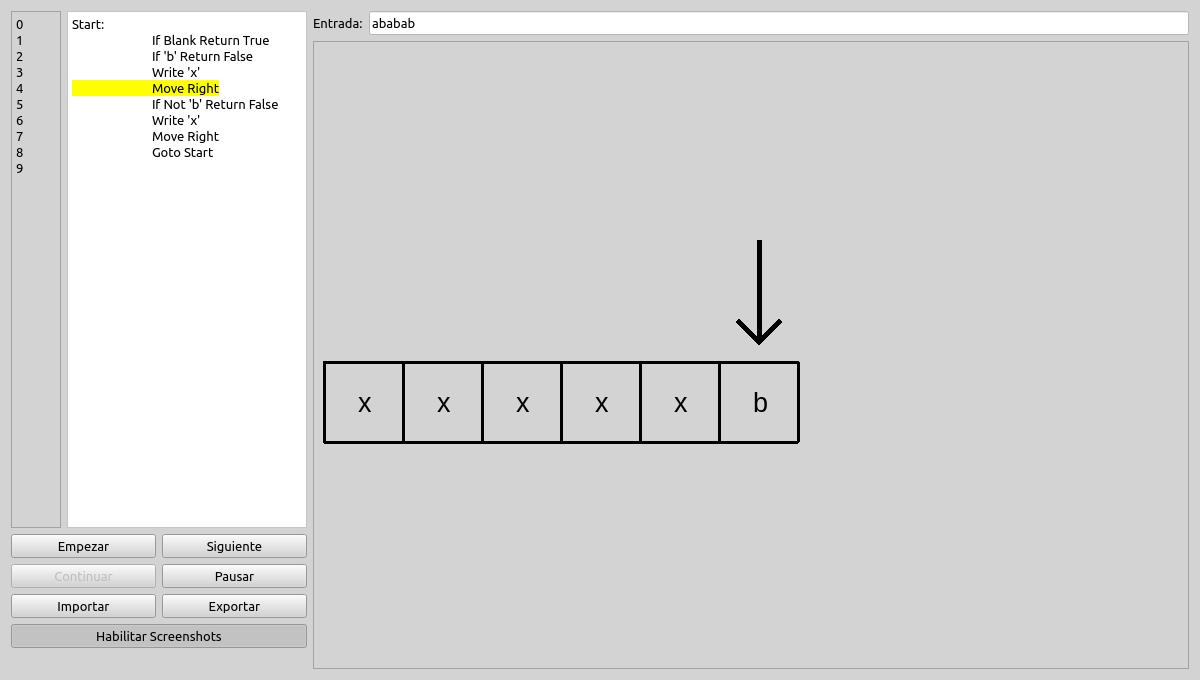 0 Start:
1 If Blank Return True
2 If 'b' Return False
3 Write 'x'
4 Move Right
5 If Not 'b' Return False
6 Write 'x'
7 Move Right
8 Goto Start
9
Entrada: ababab
x x x x x b
Empezar Siguiente
Continuar Pausar
Importar Exportar
Habilitar Screenshots